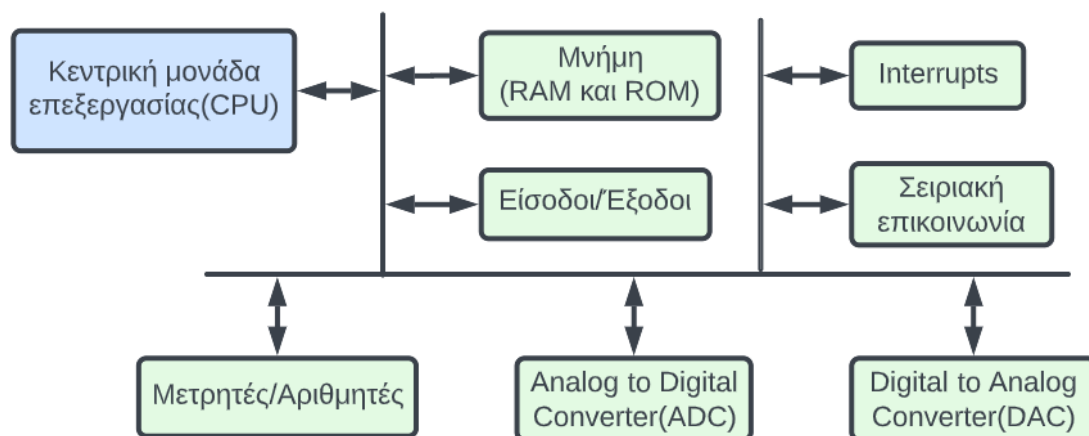 Κεντρική μονάδα
επεξεργασίας(CPU)
Μνήμη
(RAM και ROM)
Interrupts
Είσοδοι/Έξοδοι
Σειριακή
επικοινωνία
Μετρητές/Αριθμητές
Analog to Digital
Converter(ADC)
Digital to Analog
Converter(DAC)